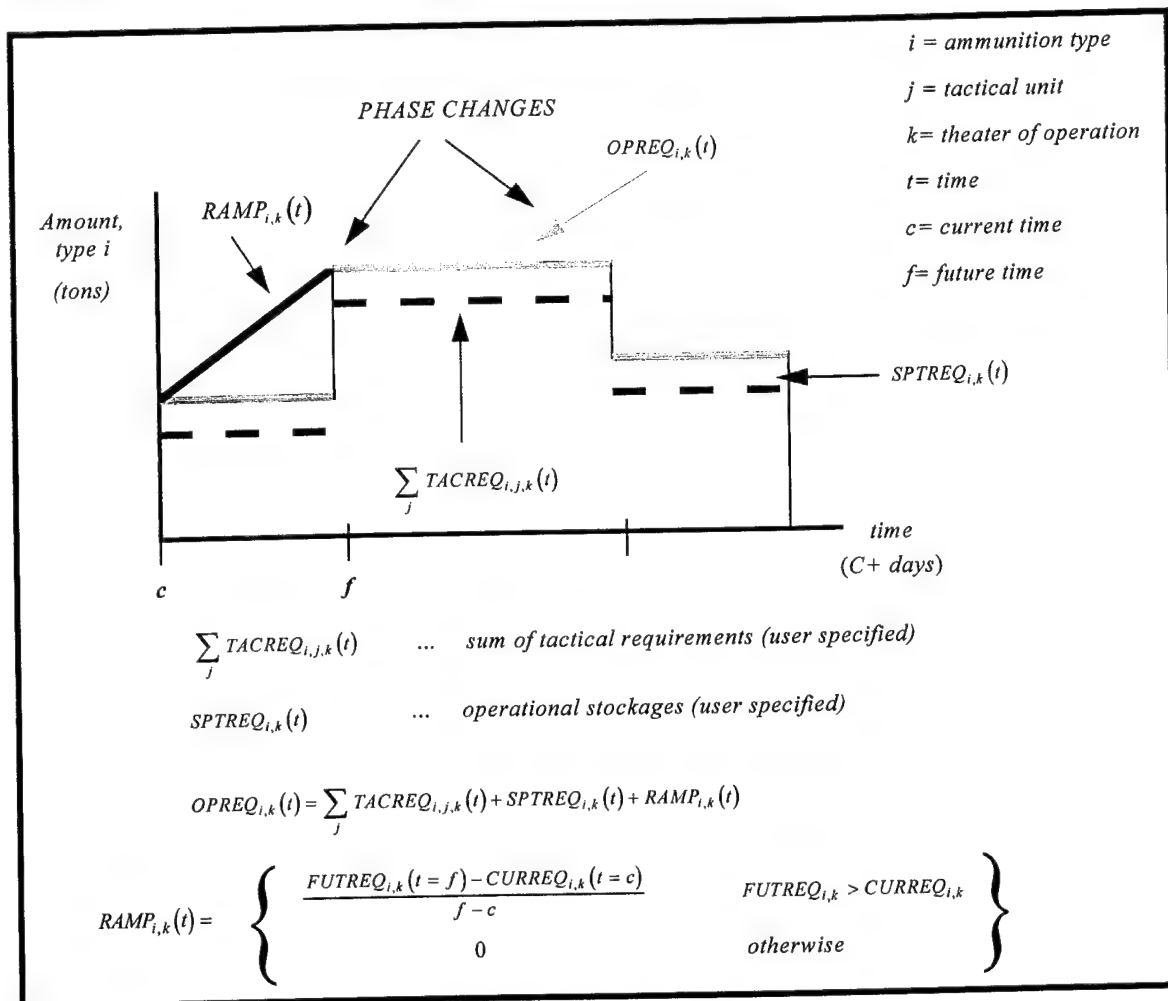 i = ammunition type
j = tactical unit
k= theater of operation
t= time
c= current time
f= future time
PHASE CHANGES
OPREQ_{i,k}(t)
RAMP_{i,k}(t)
Amount,
type i
(tons)
SPTREQ_{i,k}(t)
∑_j TACREQ_{i,j,k}(t)
time
(C+ days)
c
f
∑_j TACREQ_{i,j,k}(t) ... sum of tactical requirements (user specified)
SPTREQ_{i,k}(t) ... operational stockages (user specified)
OPREQ_{i,k}(t) = ∑_j TACREQ_{i,j,k}(t) + SPTREQ_{i,k}(t) + RAMP_{i,k}(t)
FUTREQ_{i,k}(t = f) − CURREQ_{i,k}(t = c) FUTREQ_{i,k} > CURREQ_{i,k}
RAMP_{i,k}(t) = {
f − c
0 otherwise }